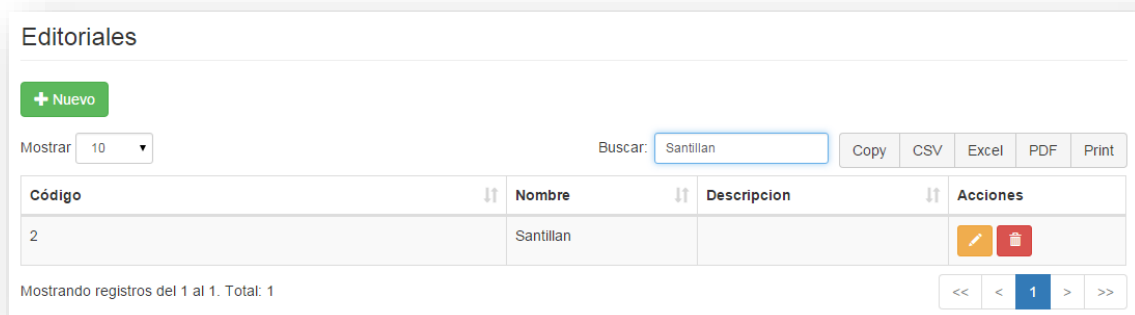 Editoriales
Nuevo
Mostrar 10 Buscar: Santillan Copy CSV Excel PDF Print
Código Nombre Descripcion Acciones
2 Santillan
Mostrando registros del 1 al 1. Total: 1 << < 1 > >>